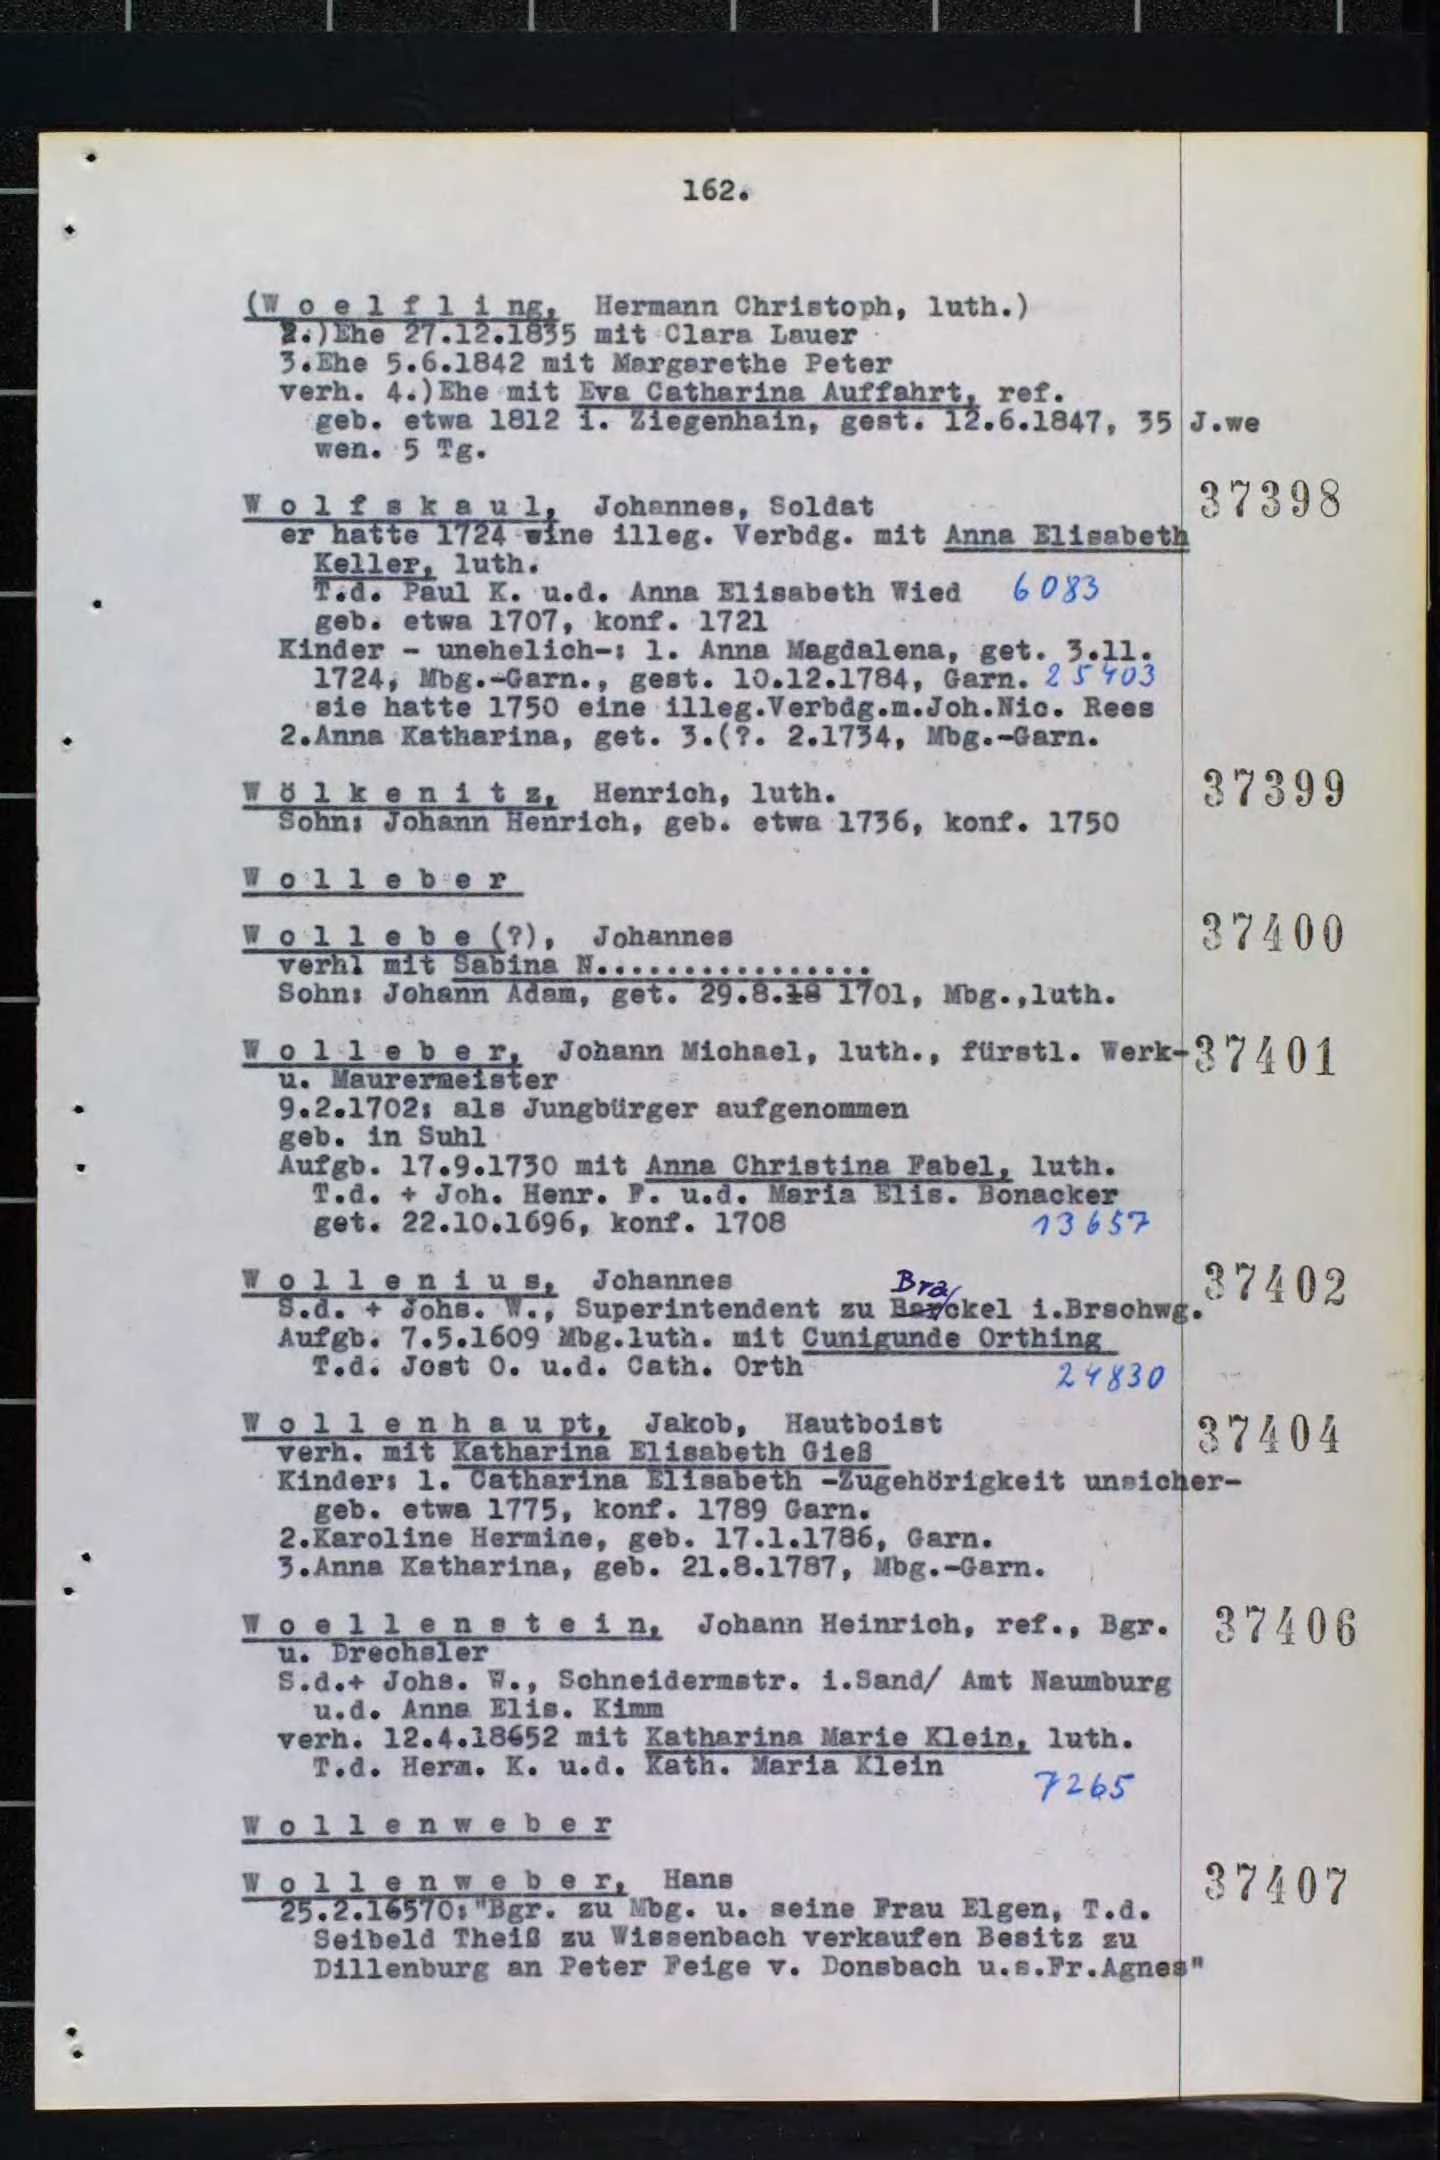 162.
(W o e l f l i ng, Hermann Christoph, luth.)
2.)Ehe 27.12.1835 mit Clara Lauer
3.Ehe 5.6.1842 mit Margarethe Peter
verh. 4.)Ehe mit Eva Catharina Auffahrt, ref.
geb. etwa 1812 i. Ziegenhain, gest. 12.6.1847, 35 J.we
wen. 5 Tg.
W o l f s k a u l, Johannes, Soldat 37398
er hatte 1724 eine illeg. Verbdg. mit Anna Elisabeth
Keller, luth.
T.d. Paul K. u.d. Anna Elisabeth Wied 6083
geb. etwa 1707, konf. 1721
Kinder - unehelich-: 1. Anna Magdalena, get. 3.11.
1724, Mbg.-Garn., gest. 10.12.1784, Garn. 25403
sie hatte 1750 eine illeg.Verbdg.m.Joh.Nic. Rees
2.Anna Katharina, get. 3.(?. 2.1734, Mbg.-Garn.
W ö l k e n i t z, Henrich, luth. 37399
Sohn: Johann Henrich, geb. etwa 1736, konf. 1750
W o l l e b e r
W o l l e b e (?), Johannes 37400
verhl mit Sabina N................
Sohn: Johann Adam, get. 29.8.18 1701, Mbg.,luth.
W o l l e b e r, Johann Michael, luth., fürstl. Werk- 37401
u. Maurermeister
9.2.1702: als Jungbürger aufgenommen
geb. in Suhl
Aufgb. 17.9.1730 mit Anna Christina Fabel, luth.
T.d. + Joh. Henr. F. u.d. Maria Elis. Bonacker
get. 22.10.1696, konf. 1708 13657
W o l l e n i u s, Johannes Bra 37402
S.d. + Johs. W., Superintendent zu Barckel i.Brschwg.
Aufgb. 7.5.1609 Mbg.luth. mit Cunigunde Orthing
T.d. Jost O. u.d. Cath. Orth 24830
W o l l e n h a u pt, Jakob, Hautboist 37404
verh. mit Katharina Elisabeth Gieß
Kinder: 1. Catharina Elisabeth -Zugehörigkeit unsicher-
geb. etwa 1775, konf. 1789 Garn.
2.Karoline Hermine, geb. 17.1.1786, Garn.
3.Anna Katharina, geb. 21.8.1787, Mbg.-Garn.
W o e l l e n s t e i n, Johann Heinrich, ref., Bgr. 37406
u. Drechsler
S.d.+ Johs. W., Schneidermstr. i.Sand/ Amt Naumburg
u.d. Anna Elis. Kimm
verh. 12.4.18652 mit Katharina Marie Klein, luth.
T.d. Herm. K. u.d. Kath. Maria Klein 7265
W o l l e n w e b e r
W o l l e n w e b e r, Hans 37407
25.2.16570:"Bgr. zu Mbg. u. seine Frau Elgen, T.d.
Seibeld Theiß zu Wissenbach verkaufen Besitz zu
Dillenburg an Peter Feige v. Donsbach u.s.Fr.Agnes"